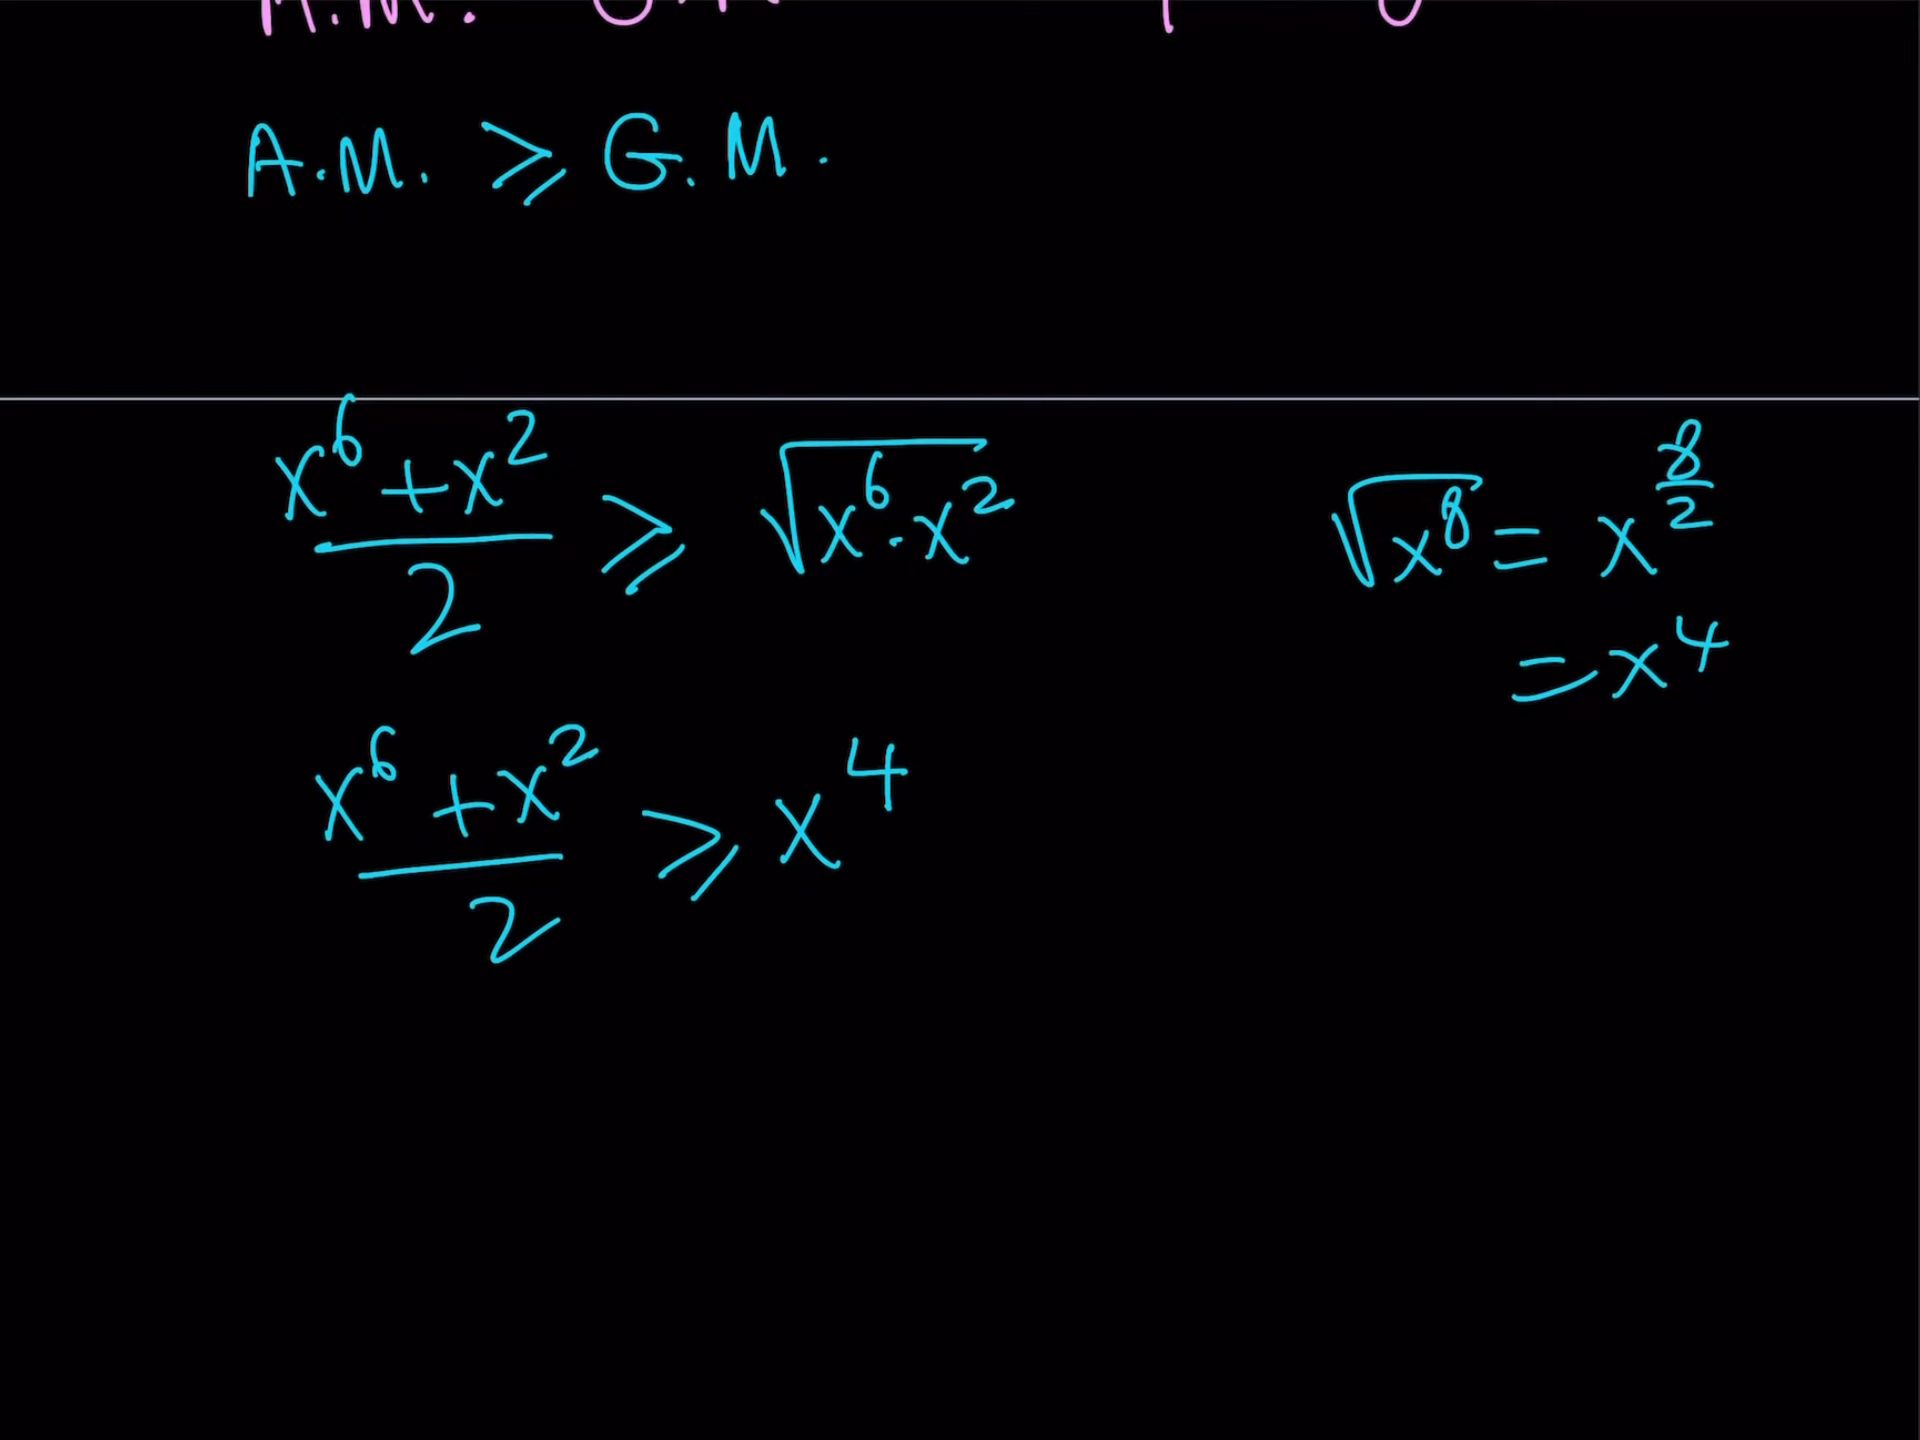 A.M. ≥ G.M.
(x^6 + x^2)/2 ≥ √(x^6 · x^2)
√(x^8) = x^(8/2)
= x^4
(x^6 + x^2)/2 ≥ x^4